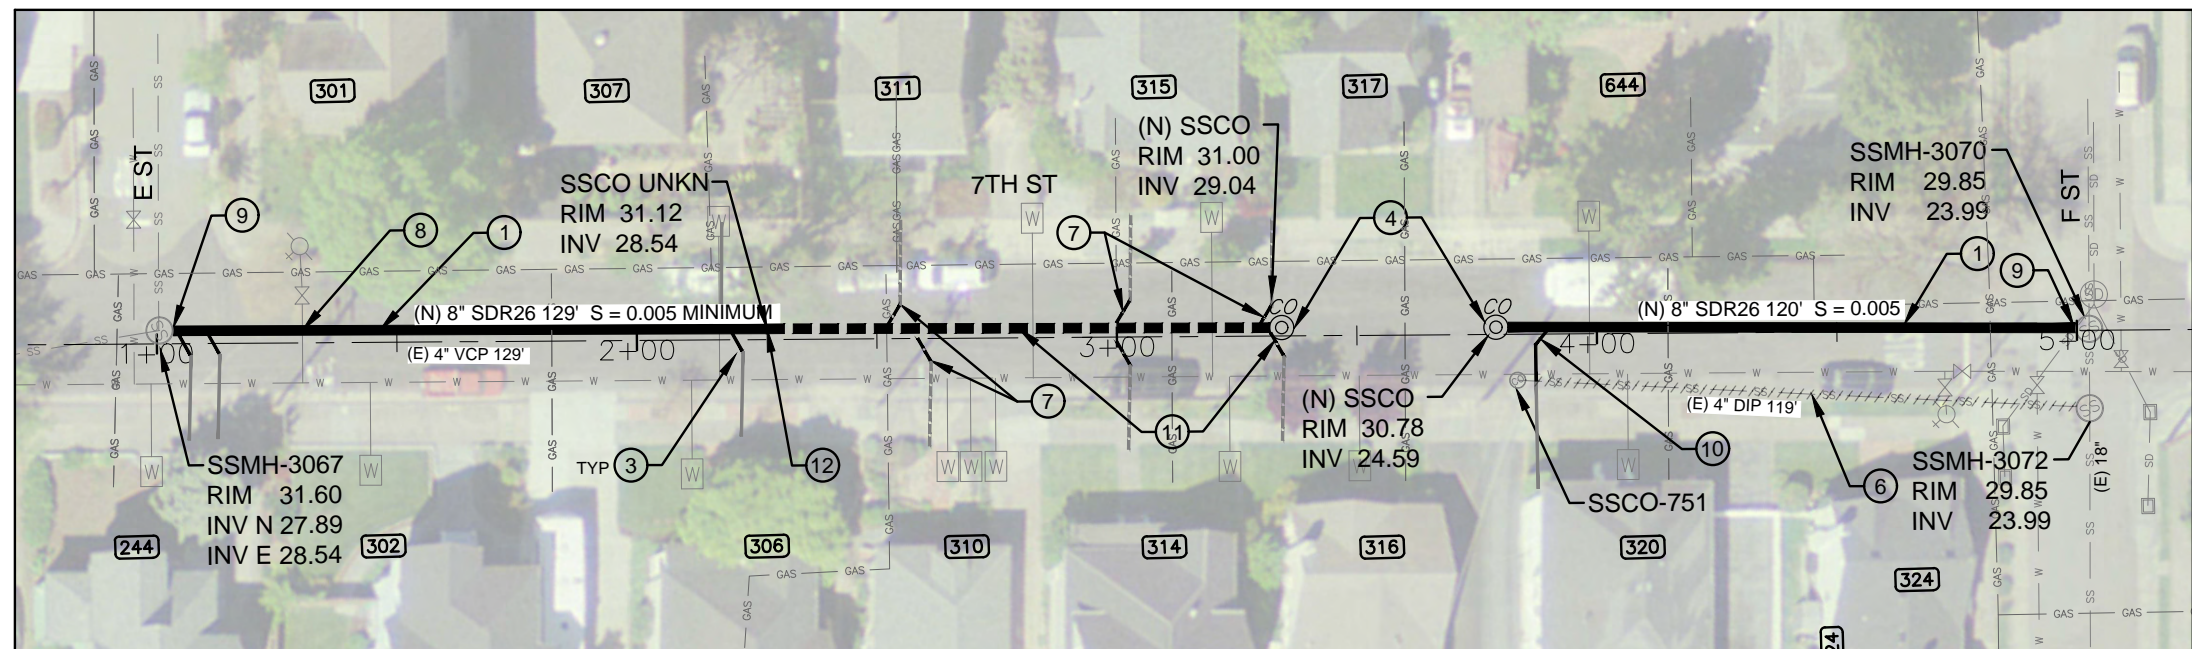 301
307
311
315
317
644
(N) SSCO
RIM 31.00
INV 29.04
SSMH-3070
RIM 29.85
INV 23.99
E ST
F ST
SSCO UNKN
RIM 31.12
INV 28.54
7TH ST
9
8
1
7
4
1
9
CO
CO
(N) 8" SDR26 129' S = 0.005 MINIMUM
(N) 8" SDR26 120' S = 0.005
1+00
2+00
3+00
4+00
5+00
(E) 4" VCP 129'
(E) 4" DIP 119'
(E) 18"
7
11
TYP 3
12
10
6
(N) SSCO
RIM 30.78
INV 24.59
SSMH-3067
RIM 31.60
INV N 27.89
INV E 28.54
SSCO-751
SSMH-3072
RIM 29.85
INV 23.99
244
302
306
310
314
316
320
324
GAS
SS
W
SD